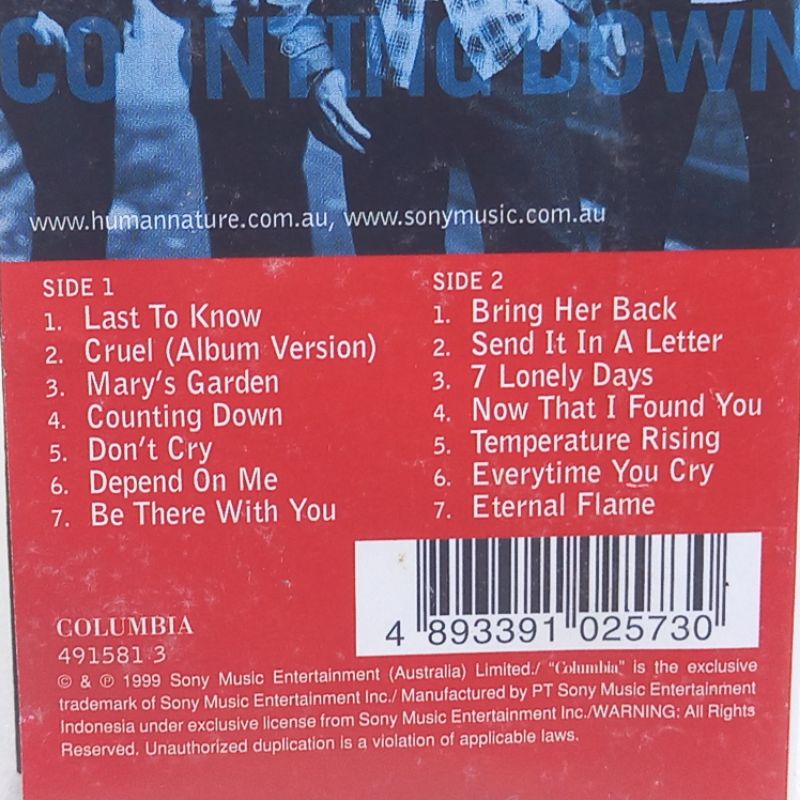 COUNTING DOWN
www.humannature.com.au, www.sonymusic.com.au
SIDE 1
1. Last To Know
2. Cruel (Album Version)
3. Mary's Garden
4. Counting Down
5. Don't Cry
6. Depend On Me
7. Be There With You
SIDE 2
1. Bring Her Back
2. Send It In A Letter
3. 7 Lonely Days
4. Now That I Found You
5. Temperature Rising
6. Everytime You Cry
7. Eternal Flame
4 893391 025730
COLUMBIA
491581 3
© & ℗ 1999 Sony Music Entertainment (Australia) Limited./ "Columbia" is the exclusive
trademark of Sony Music Entertainment Inc./ Manufactured by PT Sony Music Entertainment
Indonesia under exclusive license from Sony Music Entertainment Inc./WARNING: All Rights
Reserved. Unauthorized duplication is a violation of applicable laws.